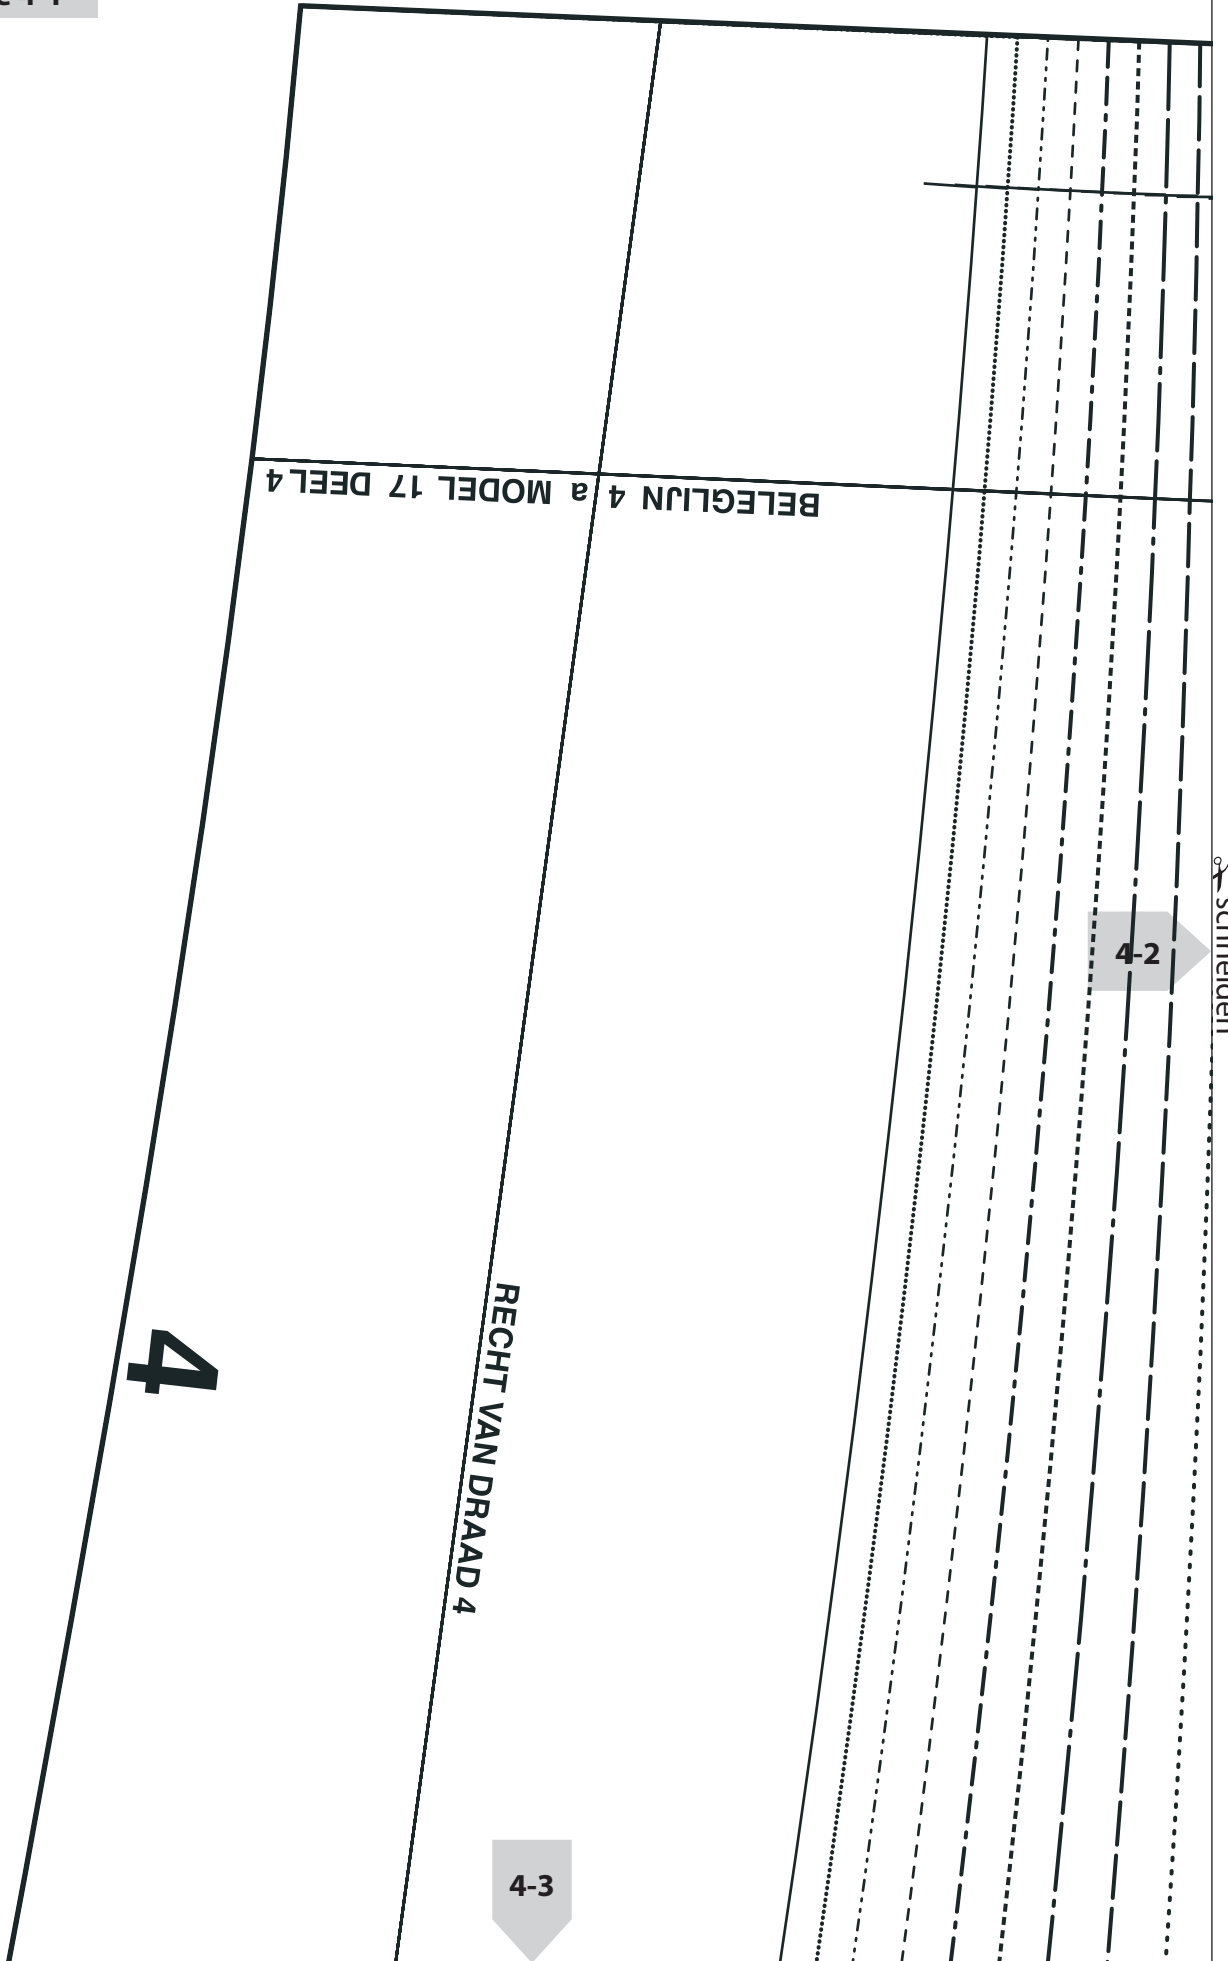 BELEGLIJN 4 a MODEL 17 DEEL 4
4-2
schneiden
4
RECHT VAN DRAAD 4
4-3